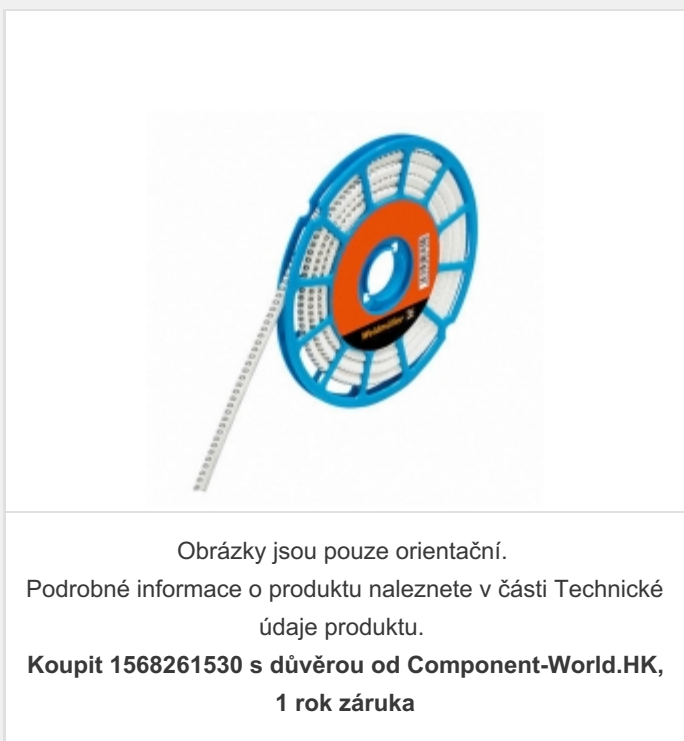 Weidmüller
Obrázky jsou pouze orientační.
Podrobné informace o produktu naleznete v části Technické
údaje produktu.
Koupit 1568261530 s důvěrou od Component-World.HK,
1 rok záruka